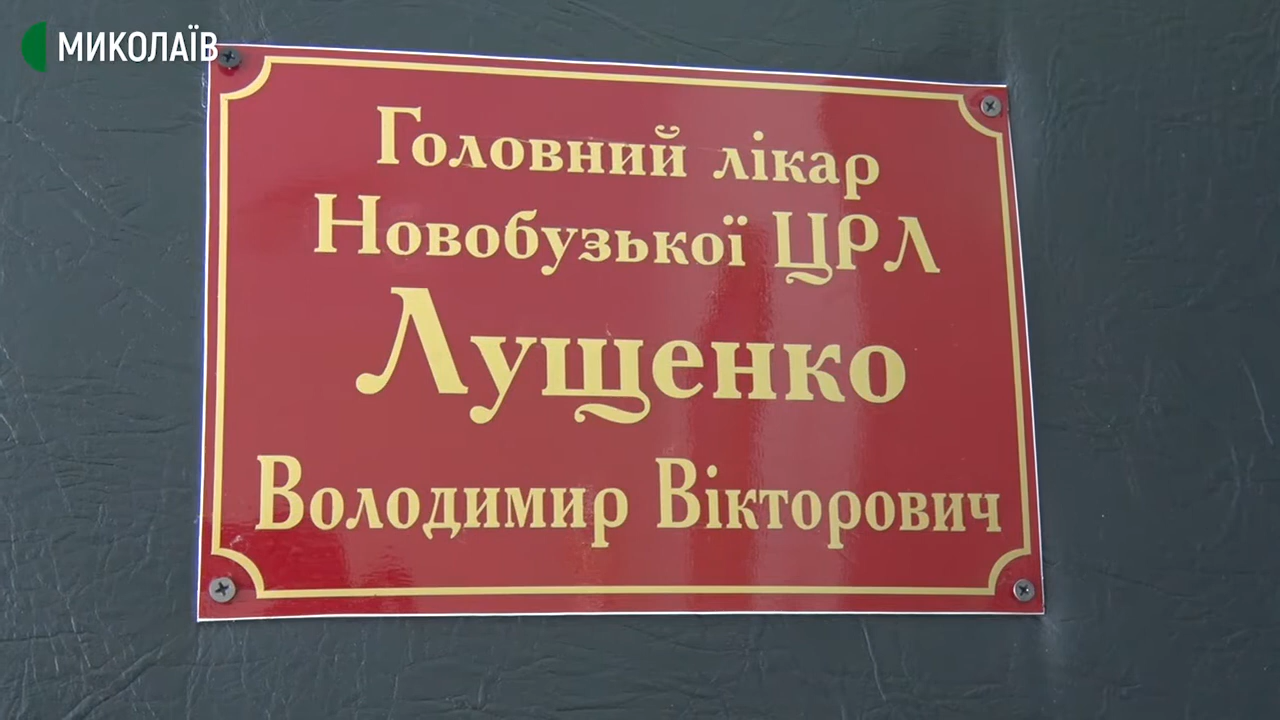 МИКОЛАЇВ
Головний лікар
Новобузької ЦРЛ
Лущенко
Володимир Вікторович